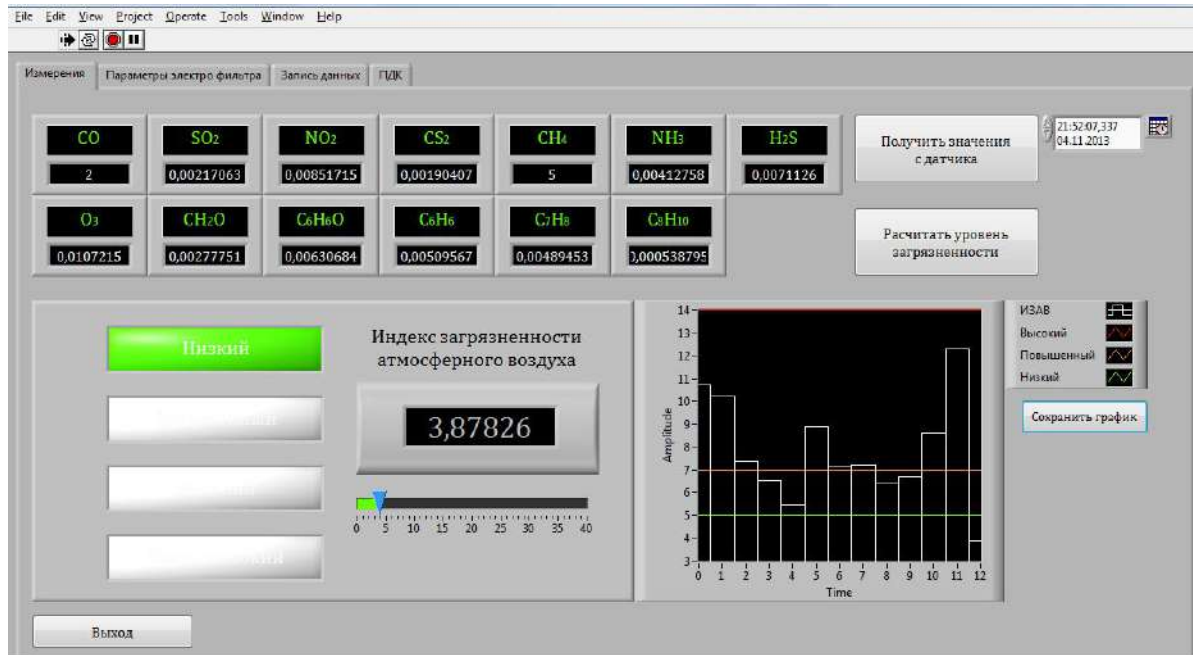 File Edit View Project Operate Tools Window Help
Измерения Параметры электро фильтра Запись данных ПДК
CO SO2 NO2 CS2 CH4 NH3 H2S
2 0,00217063 0,00851715 0,00190407 5 0,00412758 0,0071126
O3 CH2O C6H6O C6H6 C7H8 C8H10
0,0107215 0,00277751 0,00630684 0,00509567 0,00489453 0,000538795
Получить значения
с датчика
21:52:07,337
04.11.2013
Расчитать уровень
загрязненности
Низкий
Индекс загрязненности
атмосферного воздуха
3,87826
0 5 10 15 20 25 30 35 40
14
13
12
11
10
9
8
7
6
5
4
3
Amplitude
0 1 2 3 4 5 6 7 8 9 10 11 12
Time
ИЗАВ
Высокий
Повышенный
Низкий
Сохранить график
Выход